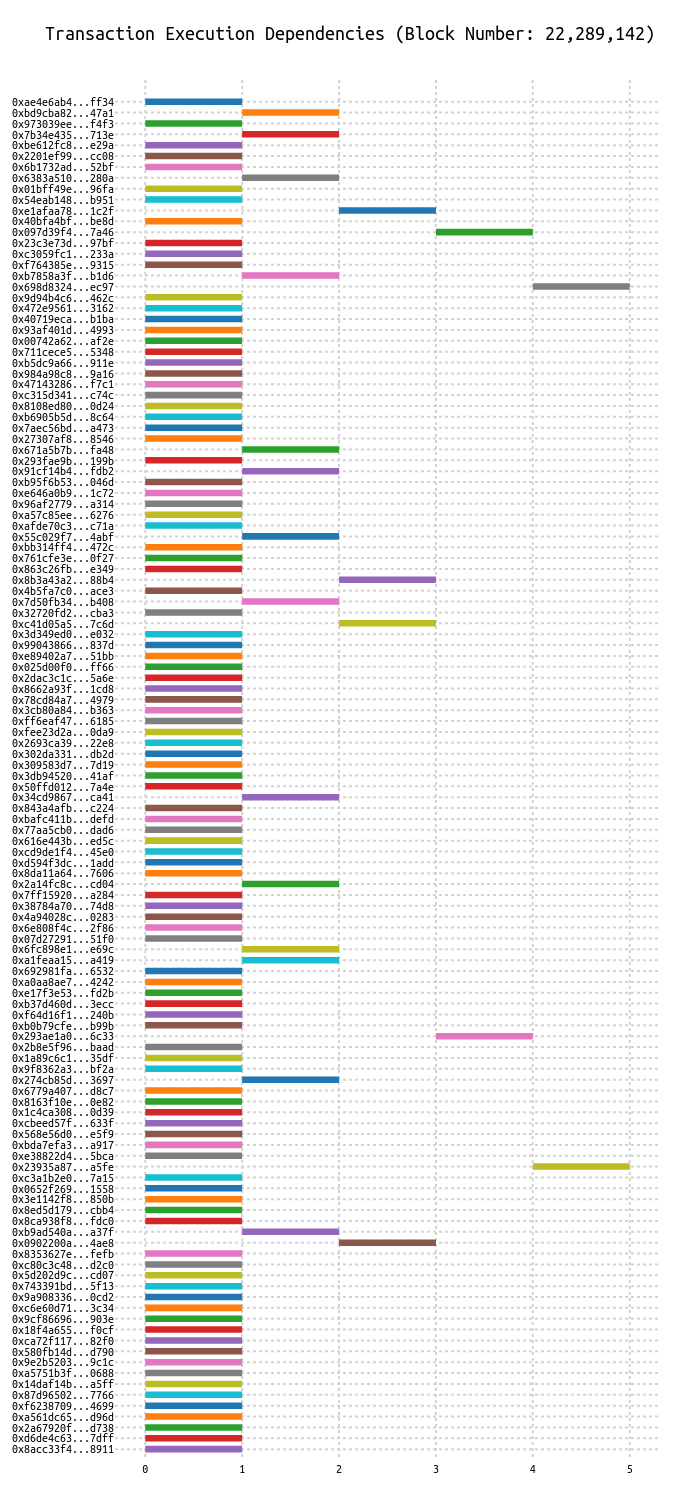 Transaction Execution Dependencies (Block Number: 22,289,142)
0xae4e6ab4...ff34
0xbd9cba82...47a1
0x973039ee...f4f3
0x7b34e435...713e
0xbe612fc8...e29a
0x2201ef99...cc08
0x6b1732ad...52bf
0x6383a510...280a
0x01bff49e...96fa
0x54eab148...b951
0xe1afaa78...1c2f
0x40bfa4bf...be8d
0x097d39f4...7a46
0x23c3e73d...97bf
0xc3059fc1...233a
0xf764385e...9315
0xb7858a3f...b1d6
0x698d8324...ec97
0x9d94b4c6...462c
0x472e9561...3162
0x40719eca...b1ba
0x93af401d...4993
0x00742a62...af2e
0x711cece5...5348
0xb5dc9a66...911e
0x984a98c8...9a16
0x47143286...f7c1
0xc315d341...c74c
0x8108ed80...0d24
0xb6905b5d...8c64
0x7aec56bd...a473
0x27307af8...8546
0x671a5b7b...fa48
0x293fae9b...199b
0x91cf14b4...fdb2
0xb95f6b53...046d
0xe646a0b9...1c72
0x96af2779...a314
0xa57c85ee...6276
0xafde70c3...c71a
0x55c029f7...4abf
0xbb314ff4...472c
0x761cfe3e...0f27
0x863c26fb...e349
0x8b3a43a2...88b4
0x4b5fa7c0...ace3
0x7d50fb34...b408
0x32720fd2...cba3
0xc41d05a5...7c6d
0x3d349ed0...e032
0x99043866...837d
0xe89402a7...51bb
0x025d00f0...ff66
0x2dac3c1c...5a6e
0x8662a93f...1cd8
0x78cd84a7...4979
0x3cb80a84...b363
0xff6eaf47...6185
0xfee23d2a...0da9
0x2693ca39...22e8
0x302da331...db2d
0x309583d7...7d19
0x3db94520...41af
0x50ffd012...7a4e
0x34cd9867...ca41
0x843a4afb...c224
0xbafc411b...defd
0x77aa5cb0...dad6
0x616e443b...ed5c
0xcd9de1f4...45e0
0xd594f3dc...1add
0x8da11a64...7606
0x2a14fc8c...cd04
0x7ff15920...a284
0x38784a70...74d8
0x4a94028c...0283
0x6e808f4c...2f86
0x07d27291...51f0
0x6fc898e1...e69c
0xa1feaa15...a419
0x692981fa...6532
0xa0aa8ae7...4242
0xe17f3e53...fd2b
0xb37d460d...3ecc
0xf64d16f1...240b
0xb0b79cfe...b99b
0x293ae1a0...6c33
0x2b8e5f96...baad
0x1a89c6c1...35df
0x9f8362a3...bf2a
0x274cb85d...3697
0x6779a407...d8c7
0x8163f10e...0e82
0x1c4ca308...0d39
0xcbeed57f...633f
0x568e56d0...e5f9
0xbda7efa3...a917
0xe38822d4...5bca
0x23935a87...a5fe
0xc3a1b2e0...7a15
0x0652f269...1558
0x3e1142f8...850b
0x8ed5d179...cbb4
0x8ca938f8...fdc0
0xb9ad540a...a37f
0x0902200a...4ae8
0x8353627e...fefb
0xc80c3c48...d2c0
0x5d202d9c...cd07
0x743391bd...5f13
0x9a908336...0cd2
0xc6e60d71...3c34
0x9cf86696...903e
0x18f4a655...f0cf
0xca72f117...82f0
0x580fb14d...d790
0x9e2b5203...9c1c
0xa5751b3f...0688
0x14daf14b...a5ff
0x87d96502...7766
0xf6238709...4699
0xa561dc65...d96d
0x2a67920f...d738
0xd6de4c63...7dff
0x8acc33f4...8911
0 1 2 3 4 5